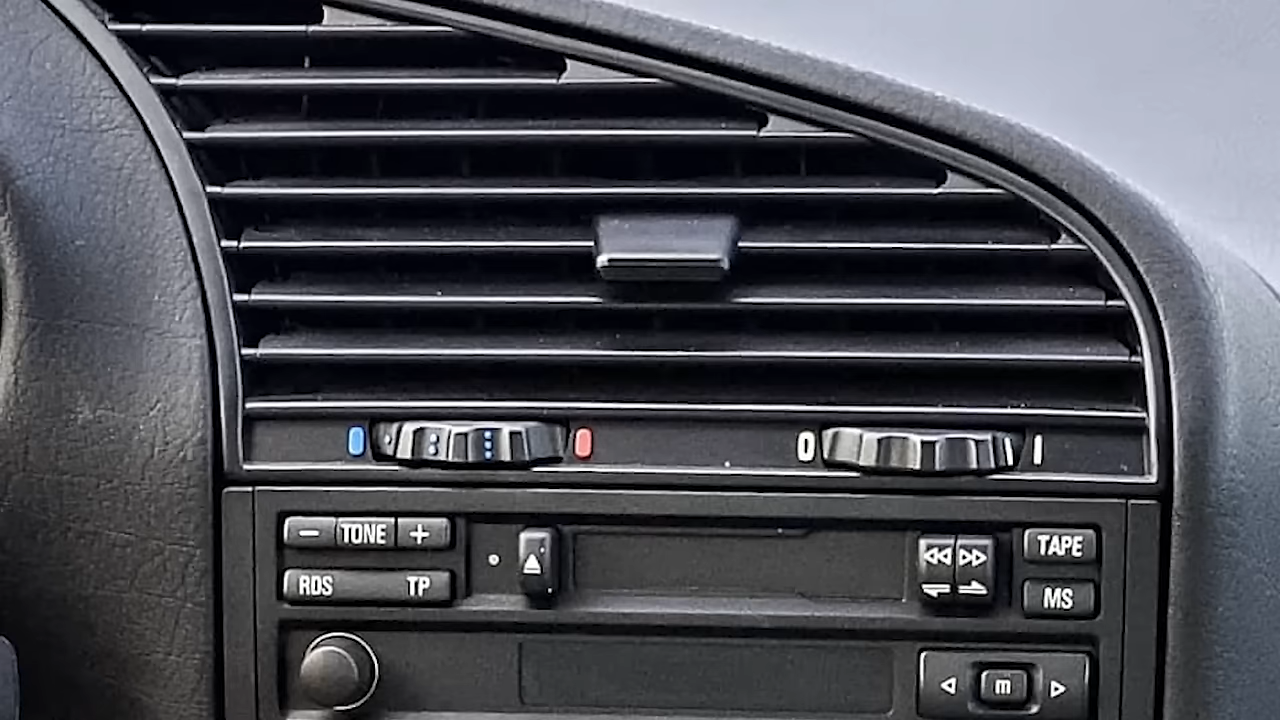 0 I
− TONE +
RDS TP
TAPE
MS
m